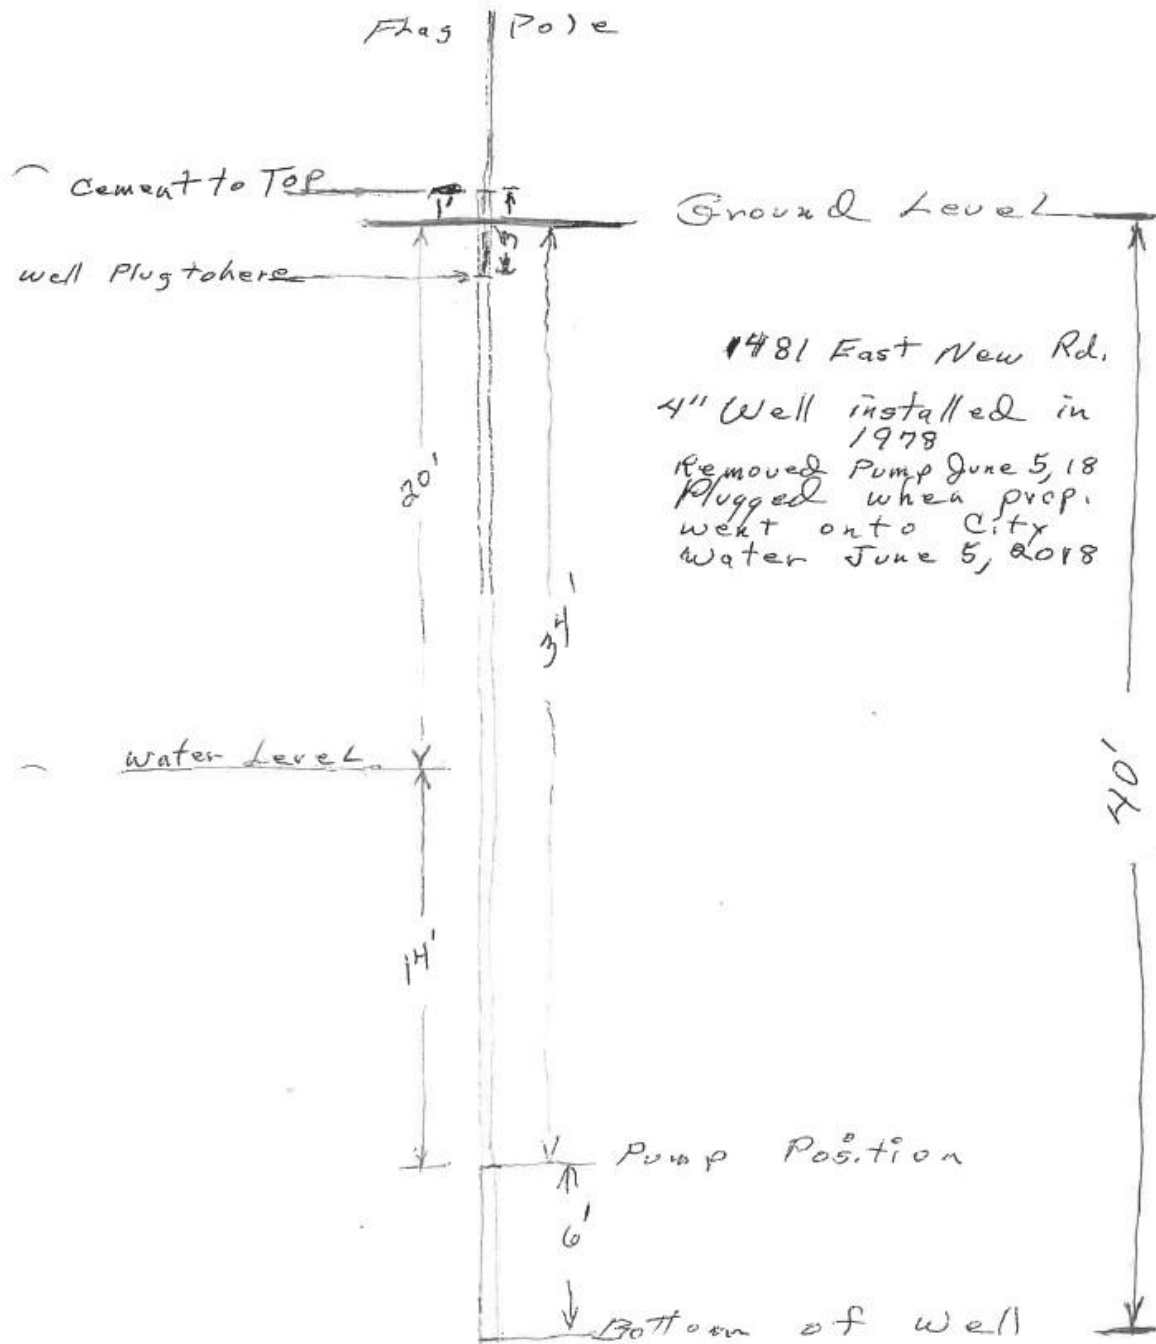 Flag Pole
Cement to Top
1'
Ground Level
3'
well Plug to here
1481 East New Rd.
4" Well installed in
1978
Removed Pump June 5, 18
Plugged when prop.
went onto City
Water June 5, 2018
20'
34'
Water Level
40'
14'
Pump Position
6'
Bottom of Well